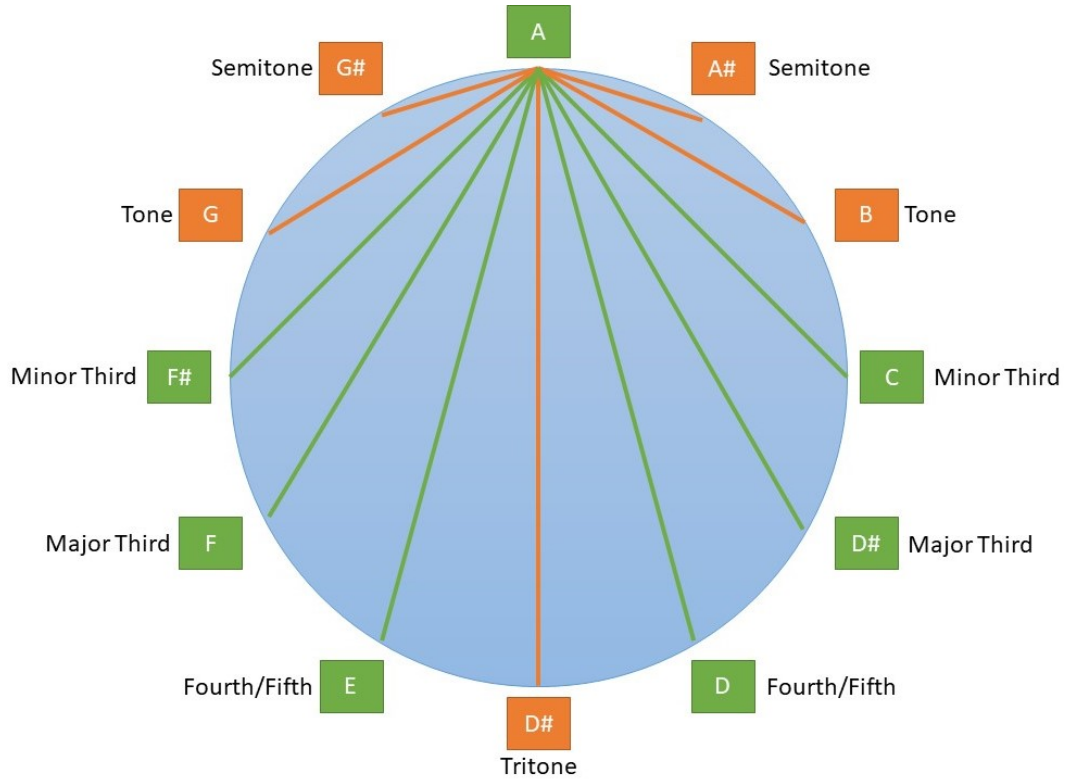 A
Semitone G# A# Semitone
Tone G B Tone
Minor Third F# C Minor Third
Major Third F D# Major Third
Fourth/Fifth E D Fourth/Fifth
D#
Tritone